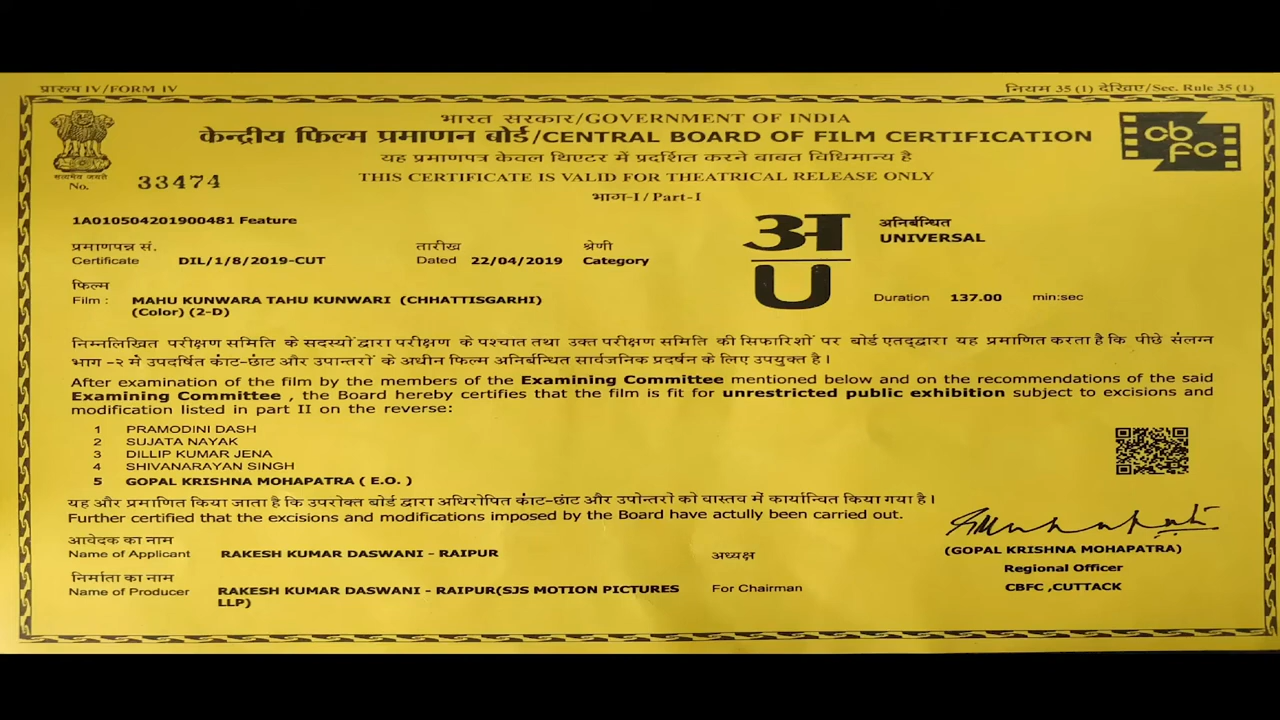 प्रारूप IV/FORM IV
नियम 35 (1) देखिए/Sec. Rule 35 (1)
भारत सरकार/GOVERNMENT OF INDIA
केन्द्रीय फिल्म प्रमाणन बोर्ड/CENTRAL BOARD OF FILM CERTIFICATION
cb
fc
यह प्रमाणपत्र केवल थिएटर में प्रदर्शित करने बाबत विधिमान्य है
सत्यमेव जयते
No. 33474
THIS CERTIFICATE IS VALID FOR THEATRICAL RELEASE ONLY
भाग-I/Part-I
1A010504201900481 Feature
अ
U
अनिर्बन्धित
UNIVERSAL
प्रमाणपन्न सं. तारीख श्रेणी
Certificate DIL/1/8/2019-CUT Dated 22/04/2019 Category
फिल्म
Film : MAHU KUNWARA TAHU KUNWARI (CHHATTISGARHI)
(Color) (2-D)
Duration 137.00 min:sec
निम्नलिखित परीक्षण समिति के सदस्यों द्वारा परीक्षण के पश्चात तथा उक्त परीक्षण समिति की सिफारिशों पर बोर्ड एतद्द्वारा यह प्रमाणित करता है कि पीछे संलग्न
भाग -२ में उपदर्षित काट-छांट और उपान्तरों के अधीन फिल्म अनिर्बन्धित सार्वजनिक प्रदर्षन के लिए उपयुक्त है।
After examination of the film by the members of the Examining Committee mentioned below and on the recommendations of the said
Examining Committee , the Board hereby certifies that the film is fit for unrestricted public exhibition subject to excisions and
modification listed in part II on the reverse:
1 PRAMODINI DASH
2 SUJATA NAYAK
3 DILLIP KUMAR JENA
4 SHIVANARAYAN SINGH
5 GOPAL KRISHNA MOHAPATRA ( E.O. )
यह और प्रमाणित किया जाता है कि उपरोक्त बोर्ड द्वारा अधिरोपित काट-छांट और उपोन्तरों को वास्तव में कार्यान्वित किया गया है।
Further certified that the excisions and modifications imposed by the Board have actully been carried out.
आवेदक का नाम
Name of Applicant RAKESH KUMAR DASWANI - RAIPUR
अध्यक्ष
For Chairman
निर्माता का नाम
Name of Producer RAKESH KUMAR DASWANI - RAIPUR(SJS MOTION PICTURES
LLP)
(GOPAL KRISHNA MOHAPATRA)
Regional Officer
CBFC ,CUTTACK